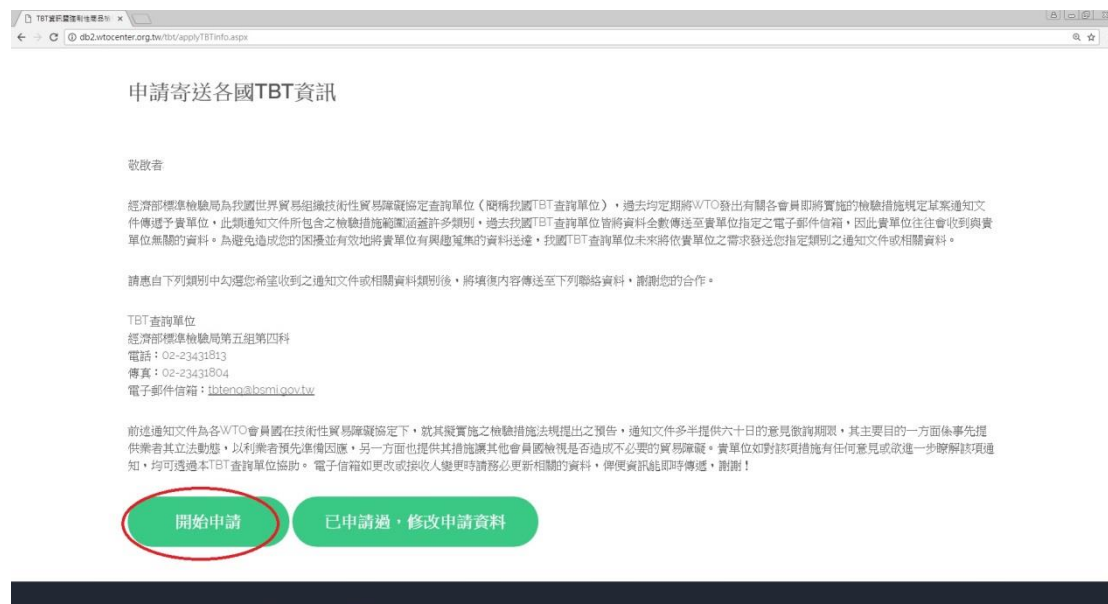 TBT資訊暨強制性商品檢
db2.wtocenter.org.tw/tbt/applyTBTinfo.aspx
申請寄送各國TBT資訊
敬啟者:
經濟部標準檢驗局為我國世界貿易組織技術性貿易障礙協定查詢單位(簡稱我國TBT查詢單位),過去均定期將WTO發出有關各會員即將實施的檢驗措施規定草案通知文
件傳遞予貴單位,此類通知文件所包含之檢驗措施範圍涵蓋許多類別,過去我國TBT查詢單位皆將資料全數傳送至貴單位指定之電子郵件信箱,因此貴單位往往會收到與貴
單位無關的資料。為避免造成您的困擾並有效地將貴單位有興趣蒐集的資料送達,我國TBT查詢單位未來將依貴單位之需求發送您指定類別之通知文件或相關資料。
請惠自下列類別中勾選您希望收到之通知文件或相關資料類別後,將填復內容傳送至下列聯絡資料,謝謝您的合作。
TBT查詢單位
經濟部標準檢驗局第五組第四科
電話:02-23431813
傳真:02-23431804
電子郵件信箱:tbtenq@bsmi.gov.tw
前述通知文件為各WTO會員國在技術性貿易障礙協定下,就其擬實施之檢驗措施法規提出之預告,通知文件多半提供六十日的意見徵詢期限,其主要目的一方面係事先提
供業者其立法動態,以利業者預先準備因應,另一方面也提供其措施讓其他會員國檢視是否造成不必要的貿易障礙。貴單位如對該項措施有任何意見或欲進一步瞭解該項通
知,均可透過本TBT查詢單位協助。 電子信箱如更改或接收人變更時請務必更新相關的資料,俾便資訊能即時傳遞,謝謝!
開始申請
已申請過,修改申請資料